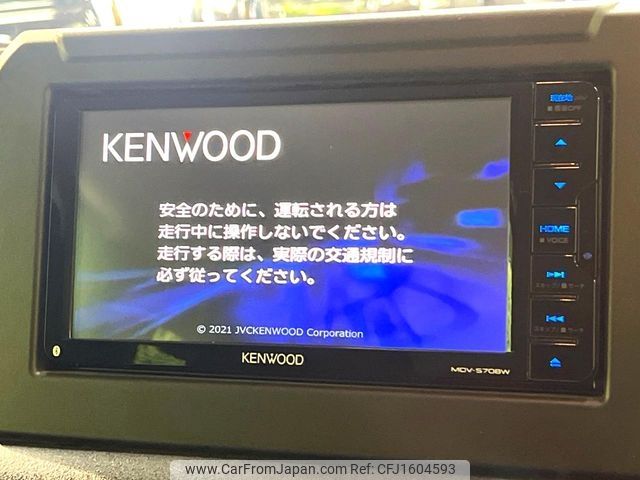 KENWOOD
安全のために、運転される方は
走行中に操作しないでください。
走行する際は、実際の交通規制に
必ず従ってください。
© 2021 JVCKENWOOD Corporation
KENWOOD
MDV-S708W
現在地
HOME
VOICE
www.CarFromJapan.com - CFJ1604593